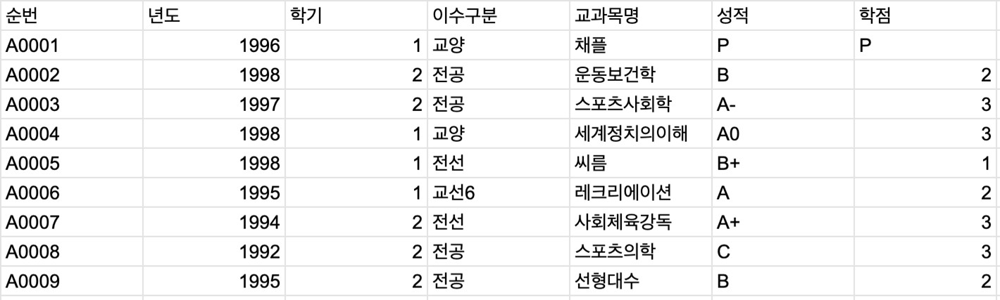 순번 년도 학기 이수구분 교과목명 성적 학점
A0001 1996 1 교양 채플 P P
A0002 1998 2 전공 운동보건학 B 2
A0003 1997 2 전공 스포츠사회학 A- 3
A0004 1998 1 교양 세계정치의이해 A0 3
A0005 1998 1 전선 씨름 B+ 1
A0006 1995 1 교선6 레크리에이션 A 2
A0007 1994 2 전선 사회체육강독 A+ 3
A0008 1992 2 전공 스포츠의학 C 3
A0009 1995 2 전공 선형대수 B 2